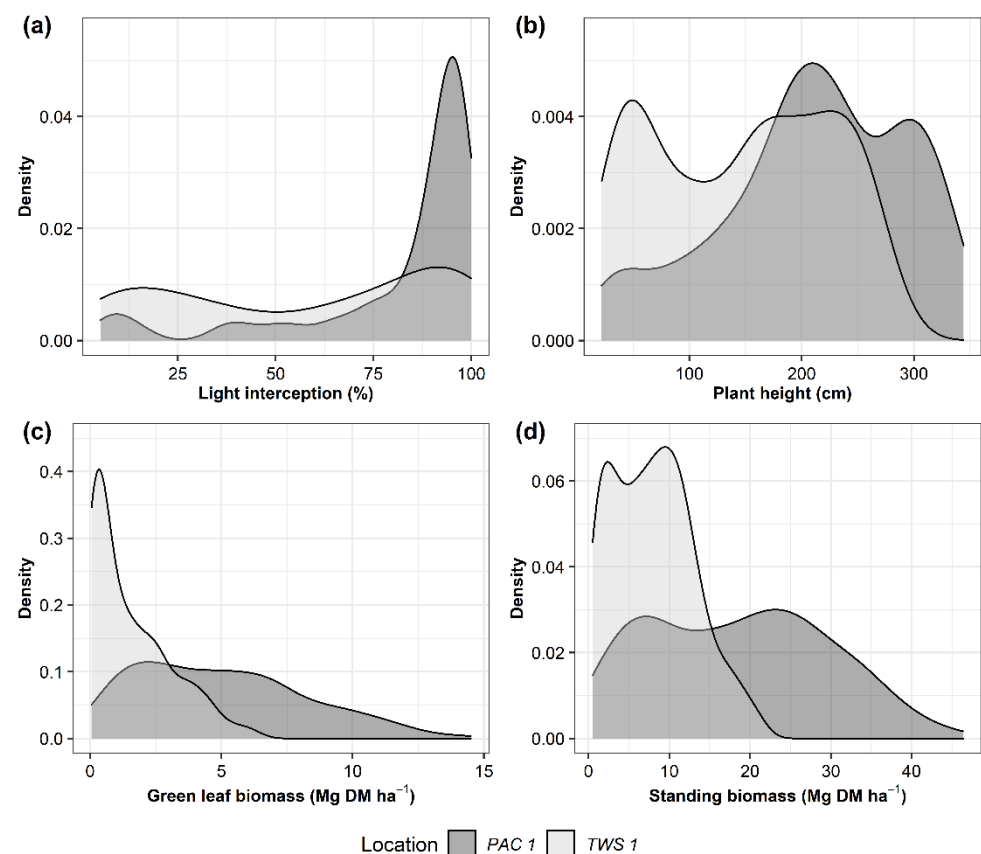 (a)
Density
0.04
0.02
0.00
25
50
75
100
Light interception (%)
(b)
Density
0.004
0.002
0.000
100
200
300
Plant height (cm)
(c)
Density
0.4
0.3
0.2
0.1
0.0
0
5
10
15
Green leaf biomass (Mg DM ha⁻¹)
(d)
Density
0.06
0.04
0.02
0.00
0
10
20
30
40
Standing biomass (Mg DM ha⁻¹)
Location PAC 1 TWS 1